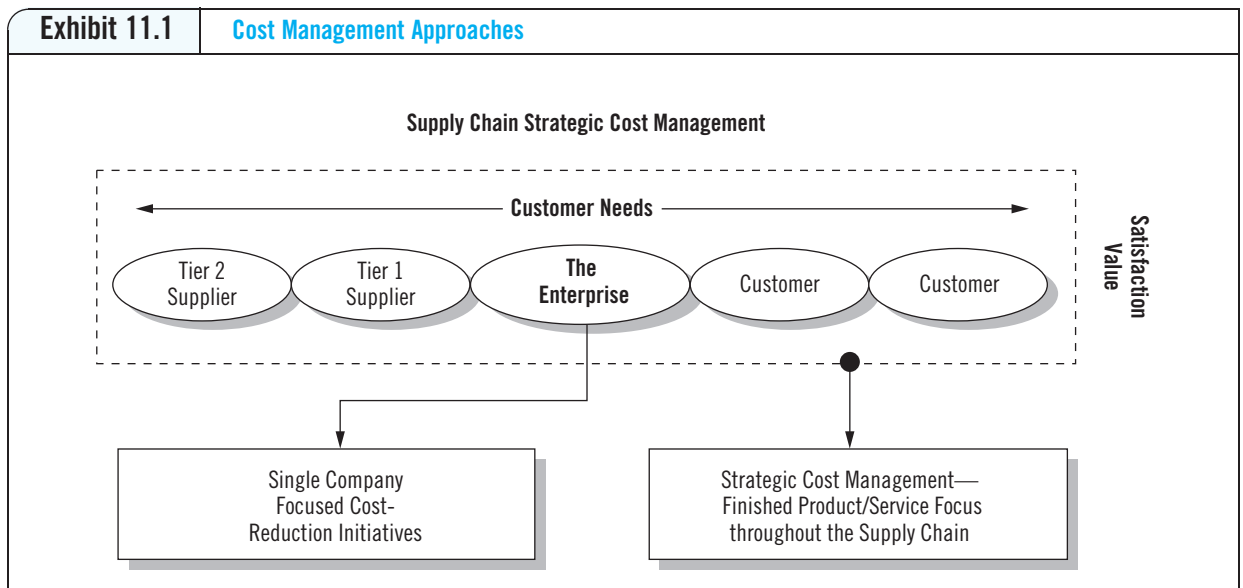 Exhibit 11.1
Cost Management Approaches
Supply Chain Strategic Cost Management
Customer Needs
Tier 2
Supplier
Tier 1
Supplier
The
Enterprise
Customer
Customer
Satisfaction
Value
Single Company
Focused Cost-
Reduction Initiatives
Strategic Cost Management—
Finished Product/Service Focus
throughout the Supply Chain